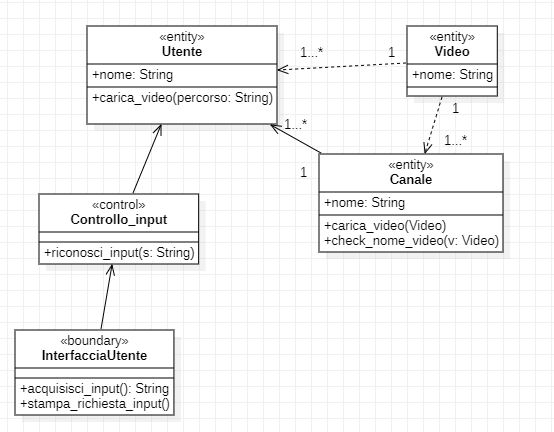 «entity»
Utente
+nome: String
+carica_video(percorso: String)
1...*
1
«entity»
Video
+nome: String
1
1...*
1...*
1
«entity»
Canale
+nome: String
+carica_video(Video)
+check_nome_video(v: Video)
«control»
Controllo_input
+riconosci_input(s: String)
«boundary»
InterfacciaUtente
+acquisisci_input(): String
+stampa_richiesta_input()